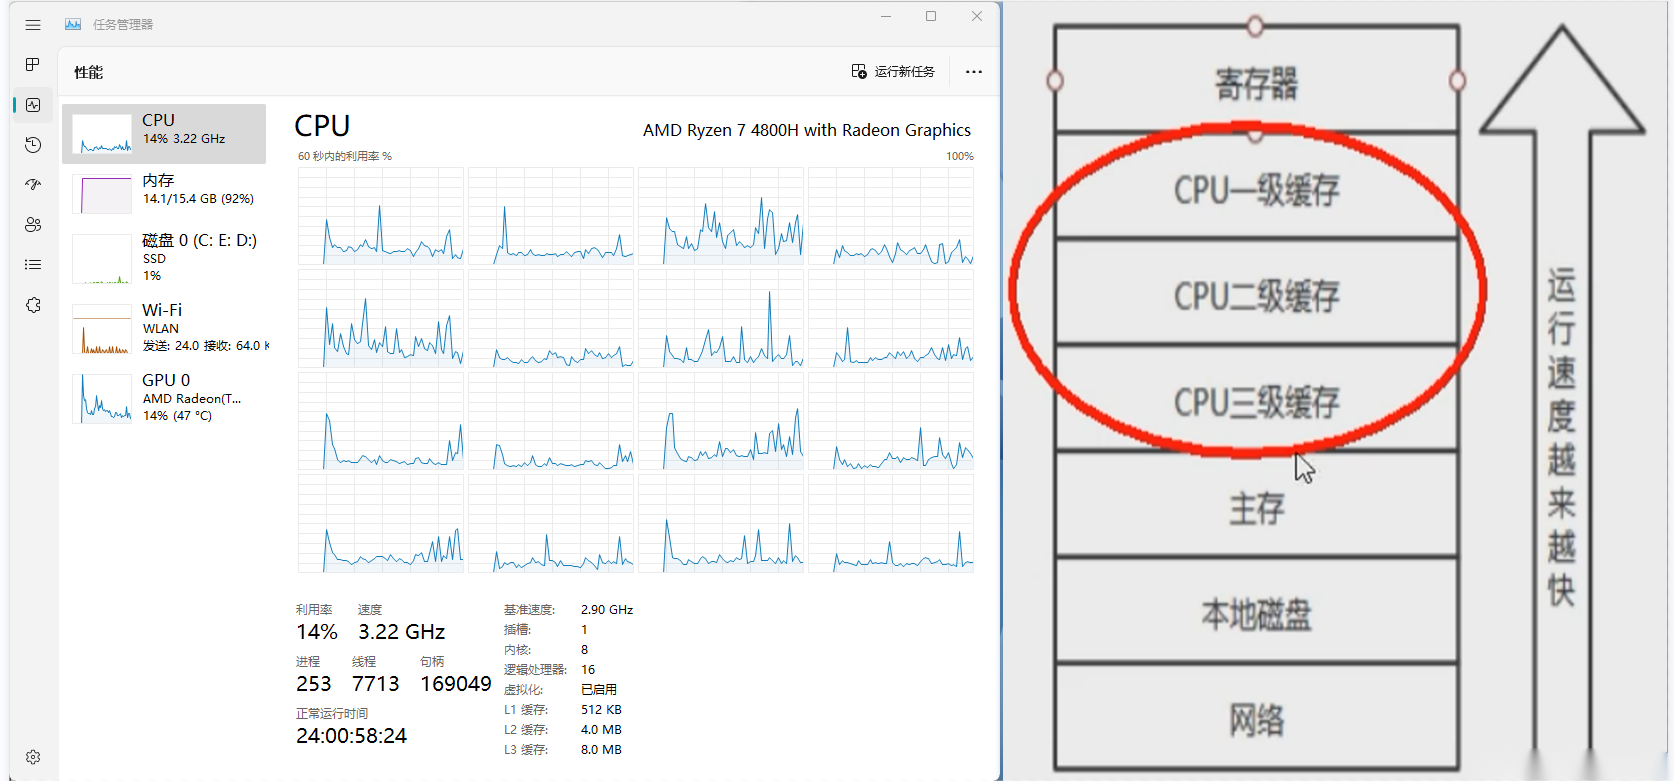 任务管理器
性能
运行新任务
CPU
14% 3.22 GHz
内存
14.1/15.4 GB (92%)
磁盘 0 (C: E: D:)
SSD
1%
Wi-Fi
WLAN
发送: 24.0 接收: 64.0 K
GPU 0
AMD Radeon(T...
14% (47 °C)
CPU
AMD Ryzen 7 4800H with Radeon Graphics
60 秒内的利用率 %
100%
利用率
速度
14%
3.22 GHz
进程
线程
句柄
253
7713
169049
正常运行时间
24:00:58:24
基准速度: 2.90 GHz
插槽: 1
内核: 8
逻辑处理器: 16
虚拟化: 已启用
L1 缓存: 512 KB
L2 缓存: 4.0 MB
L3 缓存: 8.0 MB
寄存器
CPU一级缓存
CPU二级缓存
CPU三级缓存
主存
本地磁盘
网络
运行速度越来越快